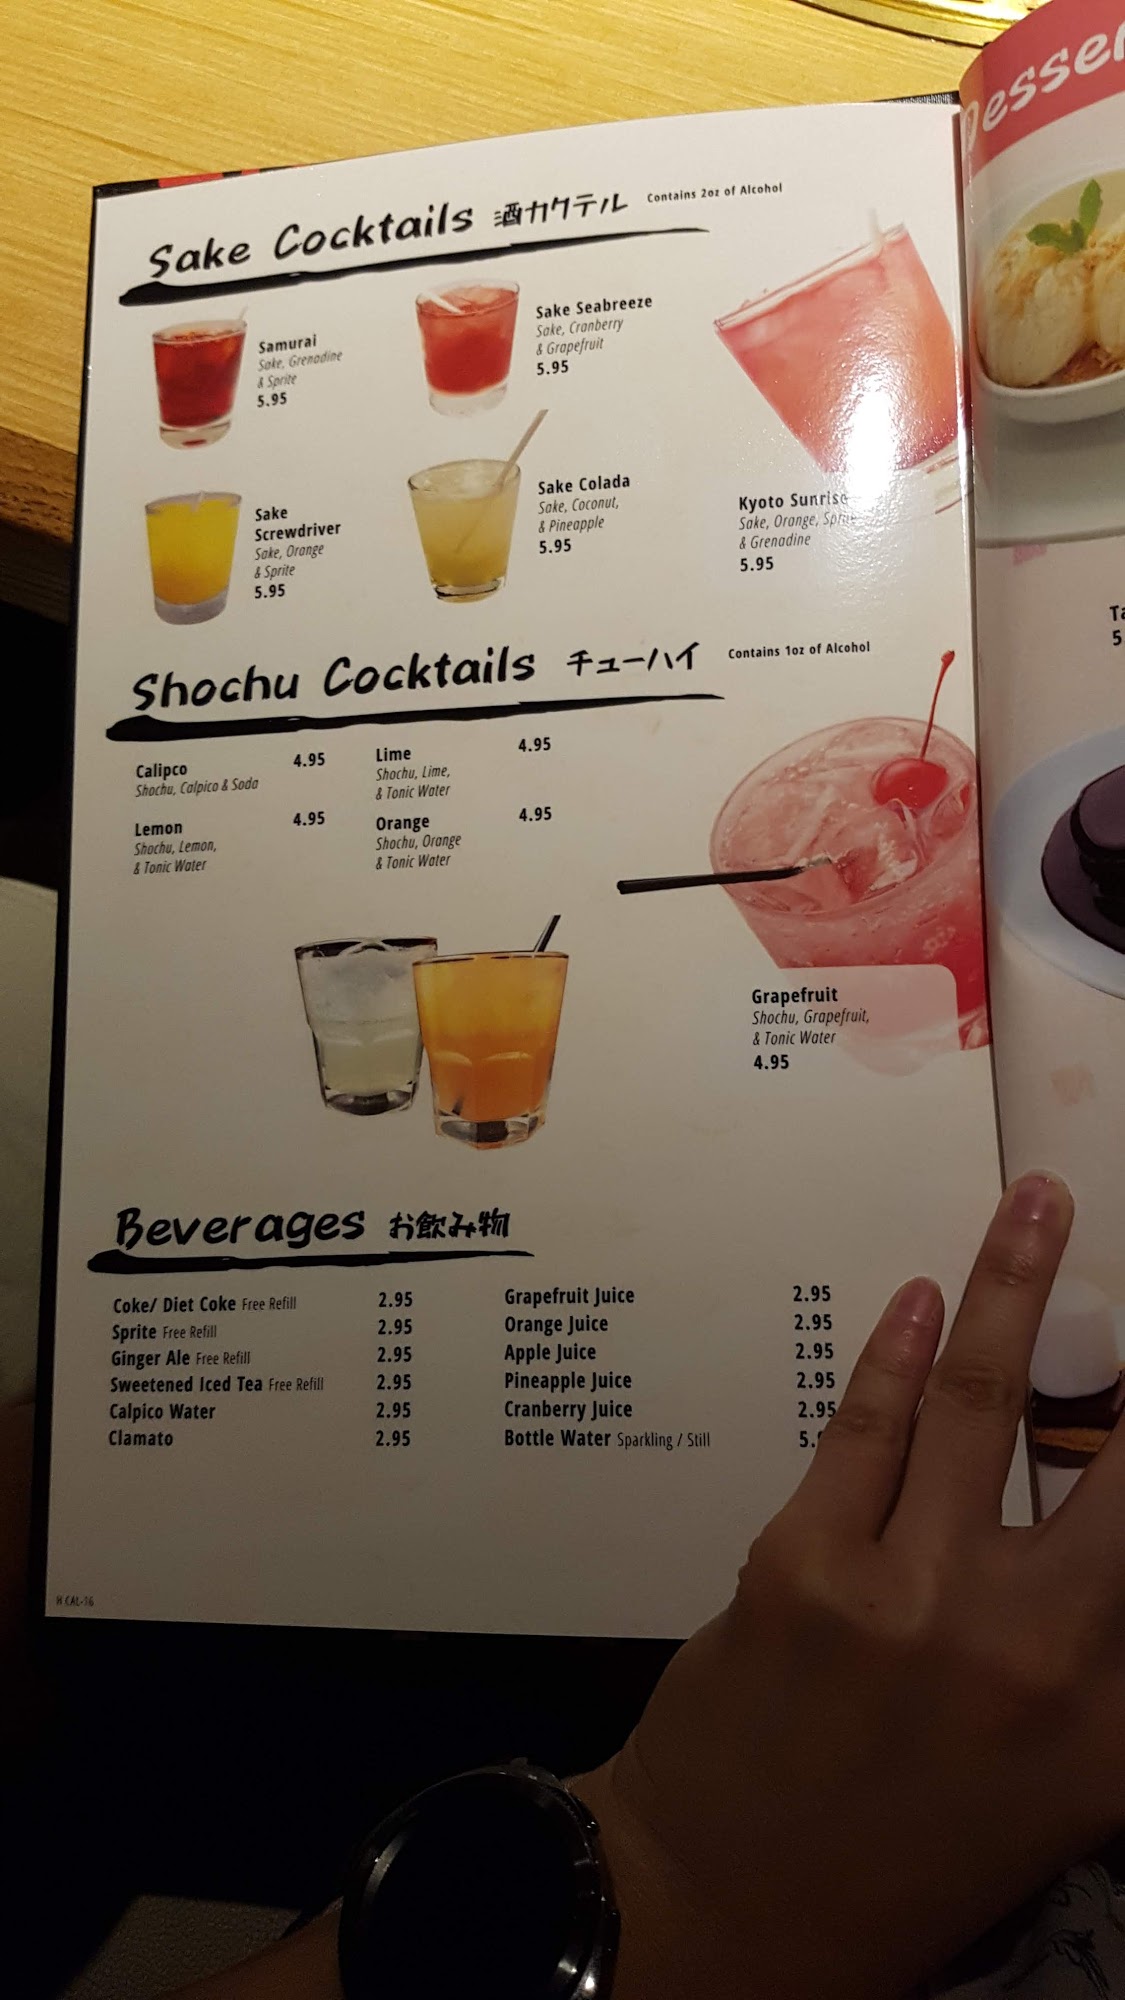 Sake Cocktails 酒カクテル Contains 2oz of Alcohol
Samurai
Sake, Grenadine
& Sprite
5.95
Sake Seabreeze
Sake, Cranberry
& Grapefruit
5.95
Sake
Screwdriver
Sake, Orange
& Sprite
5.95
Sake Colada
Sake, Coconut,
& Pineapple
5.95
Kyoto Sunrise
Sake, Orange, Sprite
& Grenadine
5.95
Shochu Cocktails チューハイ Contains 1oz of Alcohol
Calipco 4.95
Shochu, Calpico & Soda
Lemon 4.95
Shochu, Lemon,
& Tonic Water
Lime 4.95
Shochu, Lime,
& Tonic Water
Orange 4.95
Shochu, Orange
& Tonic Water
Grapefruit
Shochu, Grapefruit,
& Tonic Water
4.95
Beverages お飲み物
Coke/ Diet Coke Free Refill 2.95
Sprite Free Refill 2.95
Ginger Ale Free Refill 2.95
Sweetened Iced Tea Free Refill 2.95
Calpico Water 2.95
Clamato 2.95
Grapefruit Juice 2.95
Orange Juice 2.95
Apple Juice 2.95
Pineapple Juice 2.95
Cranberry Juice 2.95
Bottle Water Sparkling / Still
H CAL-16